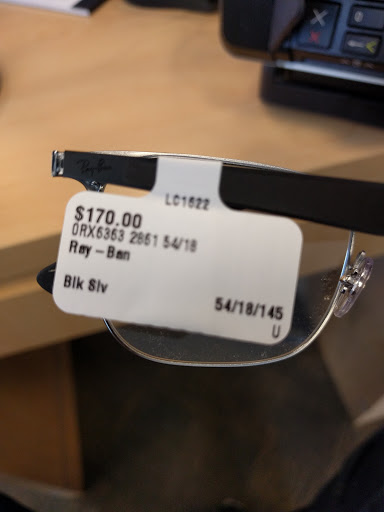 Ray-Ban
LC1622
$170.00
0RX6363 2861 54/18
Ray-Ban
Blk Slv
54/18/145
U